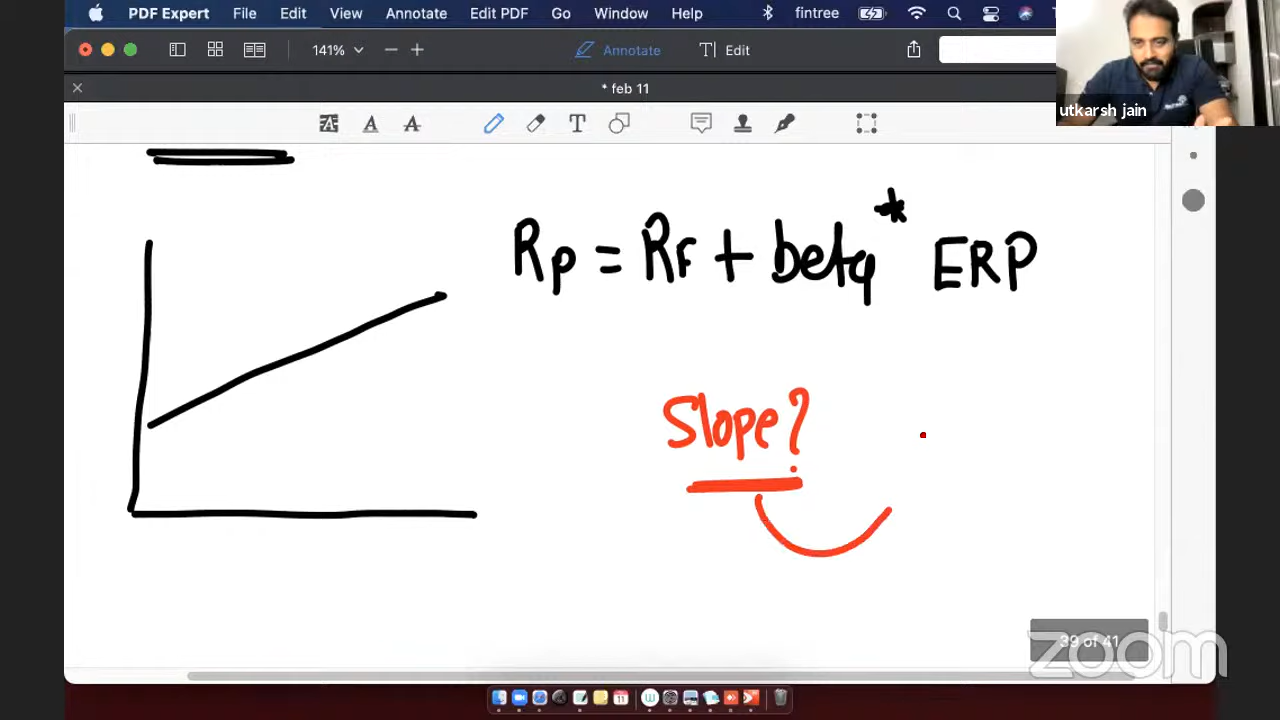 PDF Expert File Edit View Annotate Edit PDF Go Window Help fintree
141% Annotate T Edit
* feb 11
utkarsh jain
Rp = RF + beta * ERP
Slope?
39 of 41
zoom